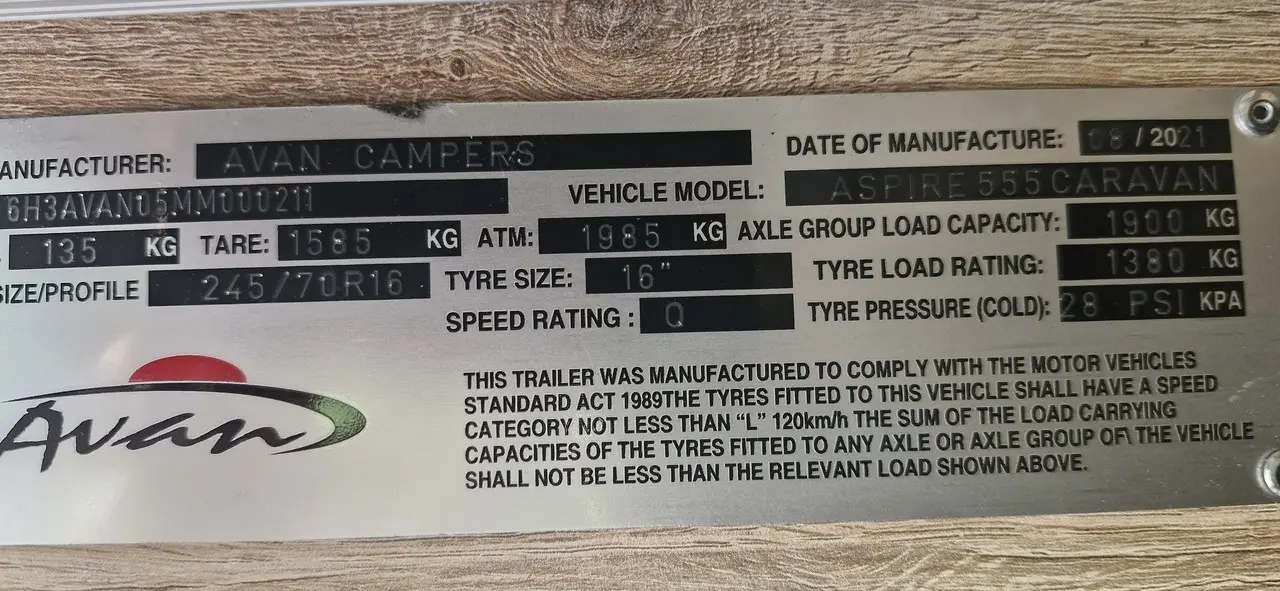 ANUFACTURER: AVAN CAMPERS DATE OF MANUFACTURE: 08 / 2021
6H3AVAN05MM000211 VEHICLE MODEL: ASPIRE 555 CARAVAN
135 KG TARE: 1585 KG ATM: 1985 KG AXLE GROUP LOAD CAPACITY: 1900 KG
SIZE/PROFILE 245/70R16 TYRE SIZE: 16" TYRE LOAD RATING: 1380 KG
SPEED RATING : Q TYRE PRESSURE (COLD): 28 PSI KPA
THIS TRAILER WAS MANUFACTURED TO COMPLY WITH THE MOTOR VEHICLES
STANDARD ACT 1989THE TYRES FITTED TO THIS VEHICLE SHALL HAVE A SPEED
CATEGORY NOT LESS THAN “L” 120km/h THE SUM OF THE LOAD CARRYING
CAPACITIES OF THE TYRES FITTED TO ANY AXLE OR AXLE GROUP OF\ THE VEHICLE
SHALL NOT BE LESS THAN THE RELEVANT LOAD SHOWN ABOVE.
Avan